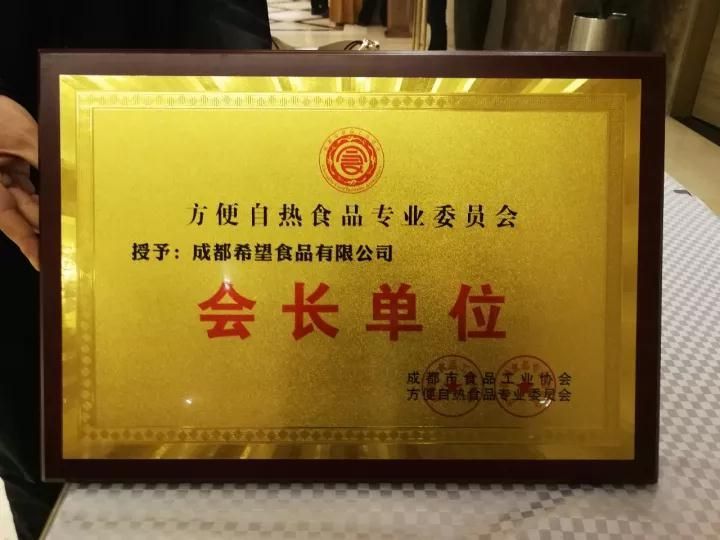 方便自热食品专业委员会
授予：成都希望食品有限公司
会长单位
成都市食品工业协会
方便自热食品专业委员会